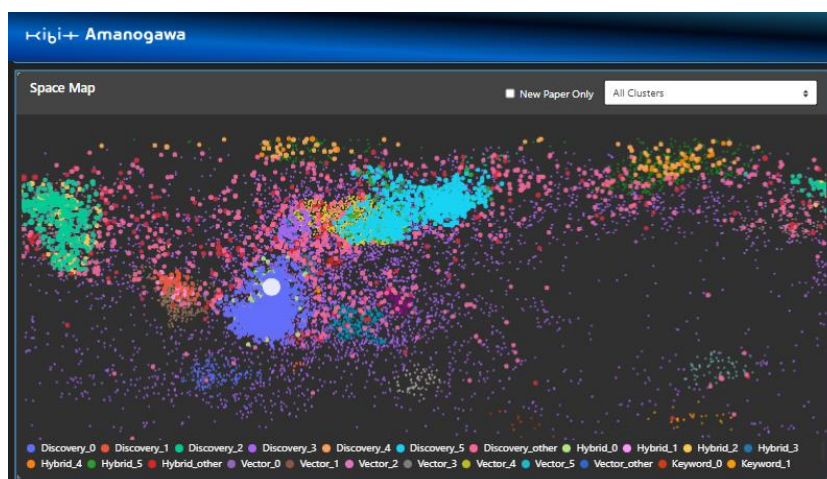 KIBIT Amanogawa
Space Map
New Paper Only
All Clusters
Discovery_0 Discovery_1 Discovery_2 Discovery_3 Discovery_4 Discovery_5 Discovery_other Hybrid_0 Hybrid_1 Hybrid_2 Hybrid_3
Hybrid_4 Hybrid_5 Hybrid_other Vector_0 Vector_1 Vector_2 Vector_3 Vector_4 Vector_5 Vector_other Keyword_0 Keyword_1